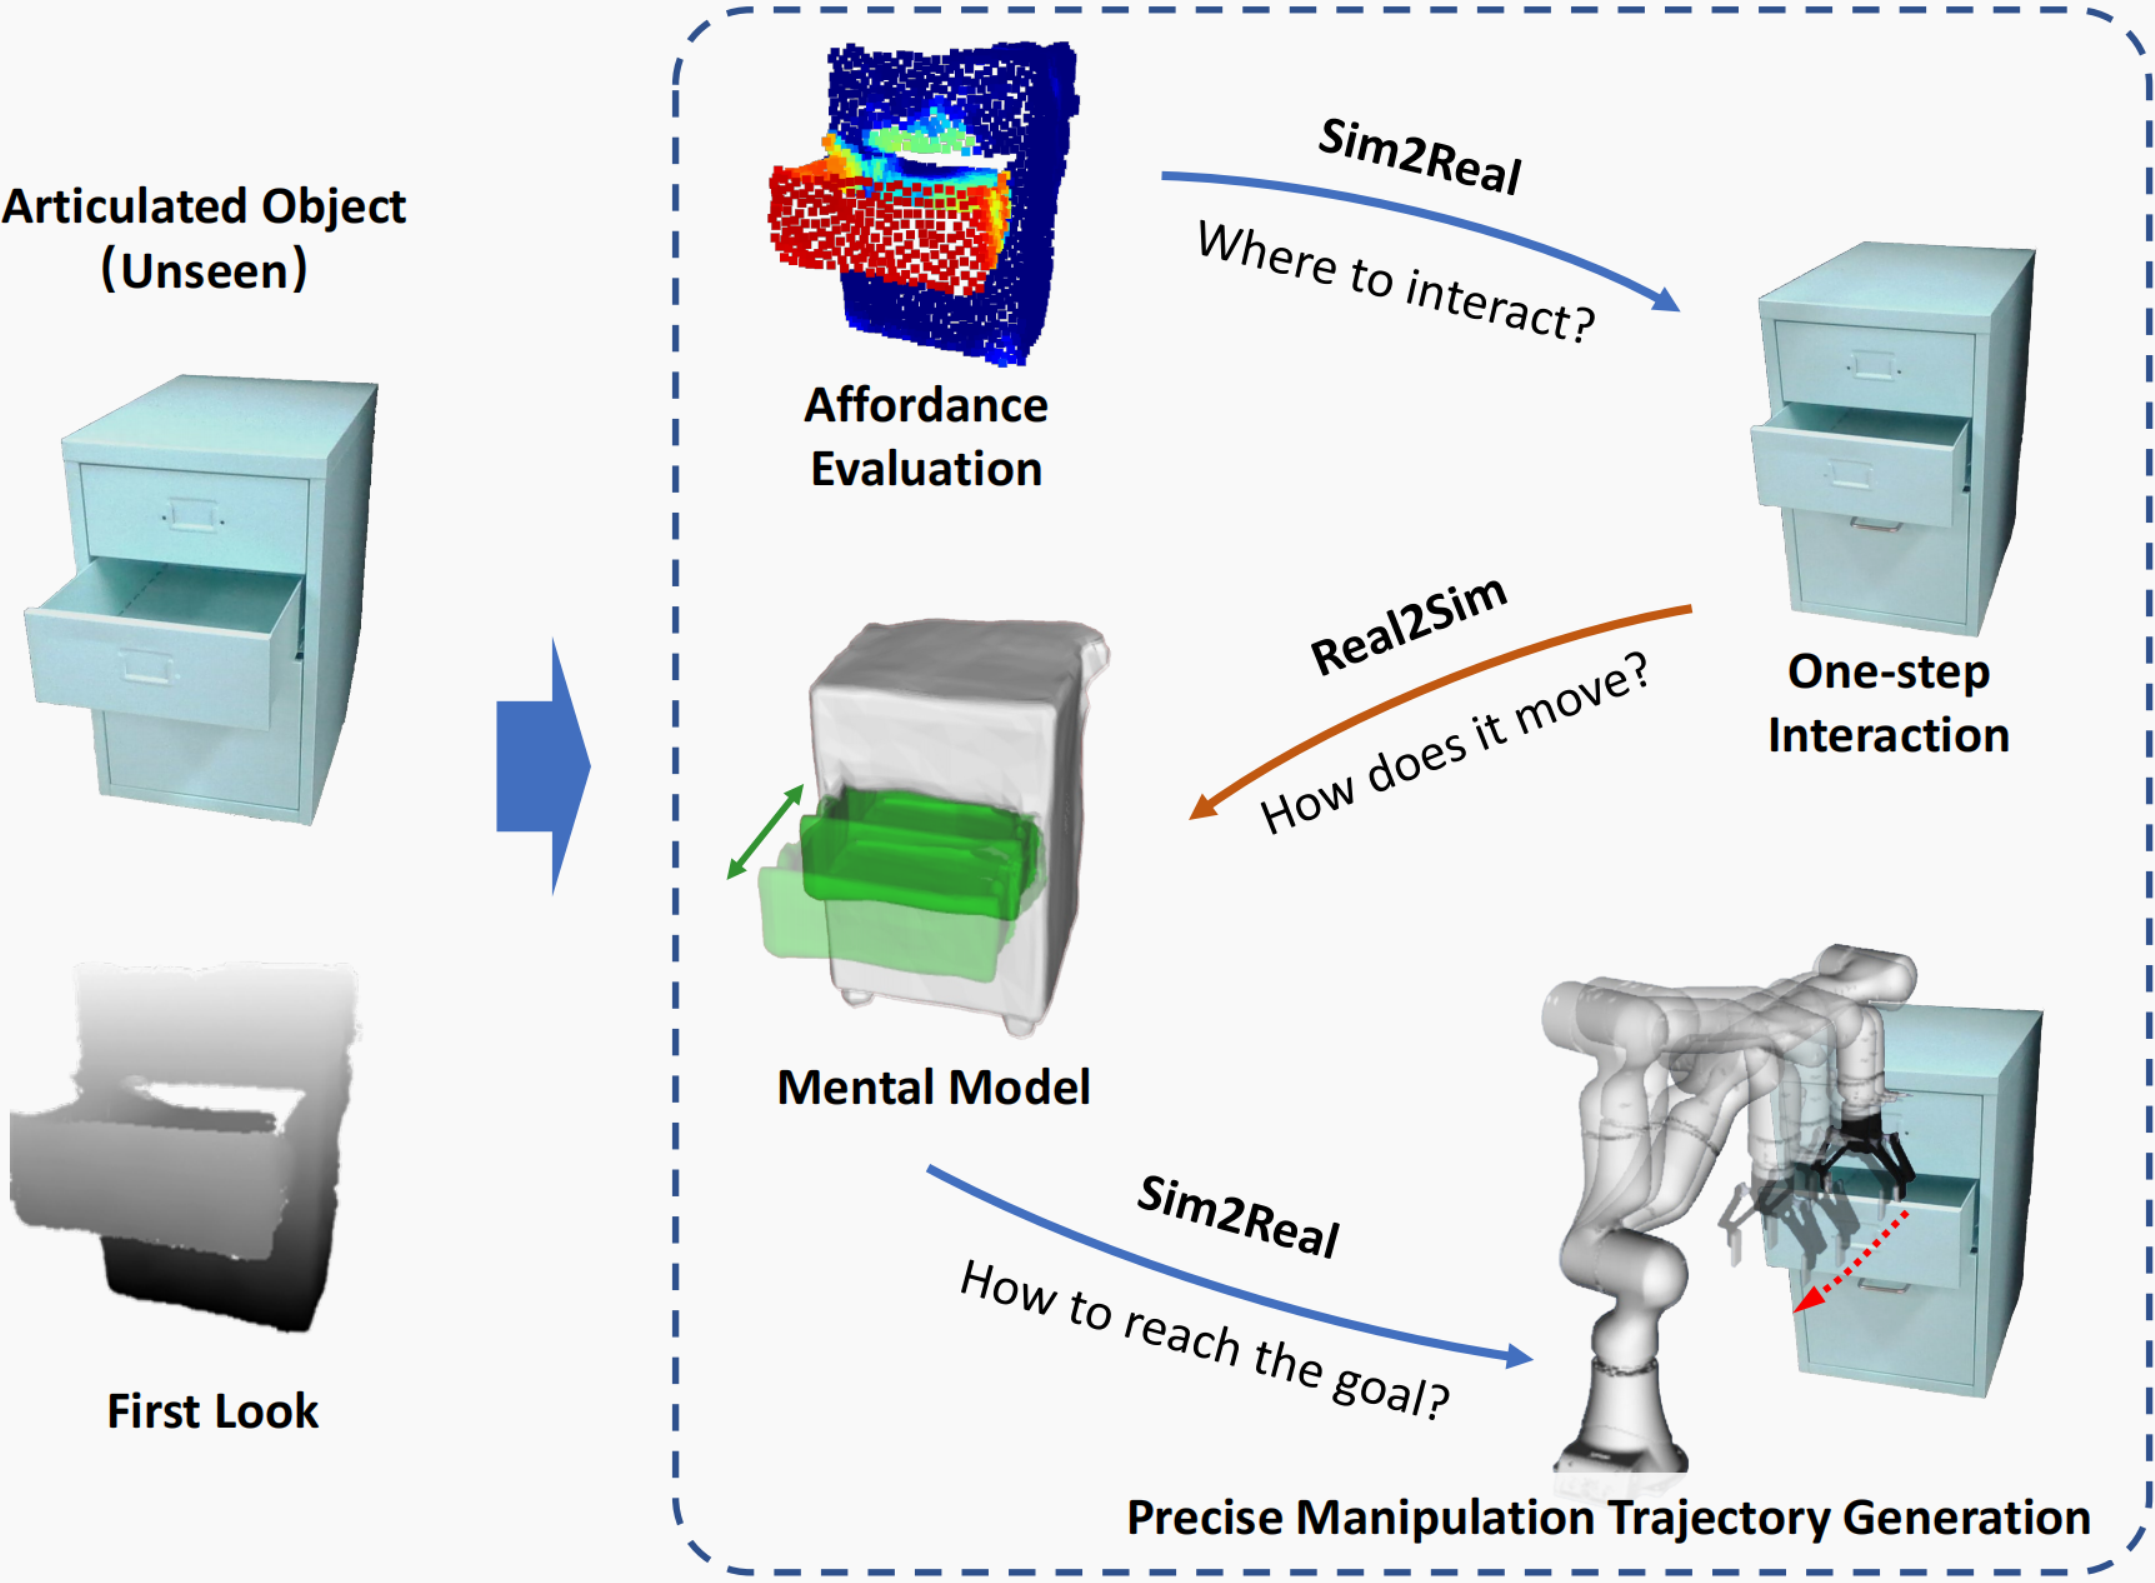 Articulated Object
(Unseen)
First Look
Affordance
Evaluation
Sim2Real
Where to interact?
One-step
Interaction
Real2Sim
How does it move?
Mental Model
Sim2Real
How to reach the goal?
Precise Manipulation Trajectory Generation